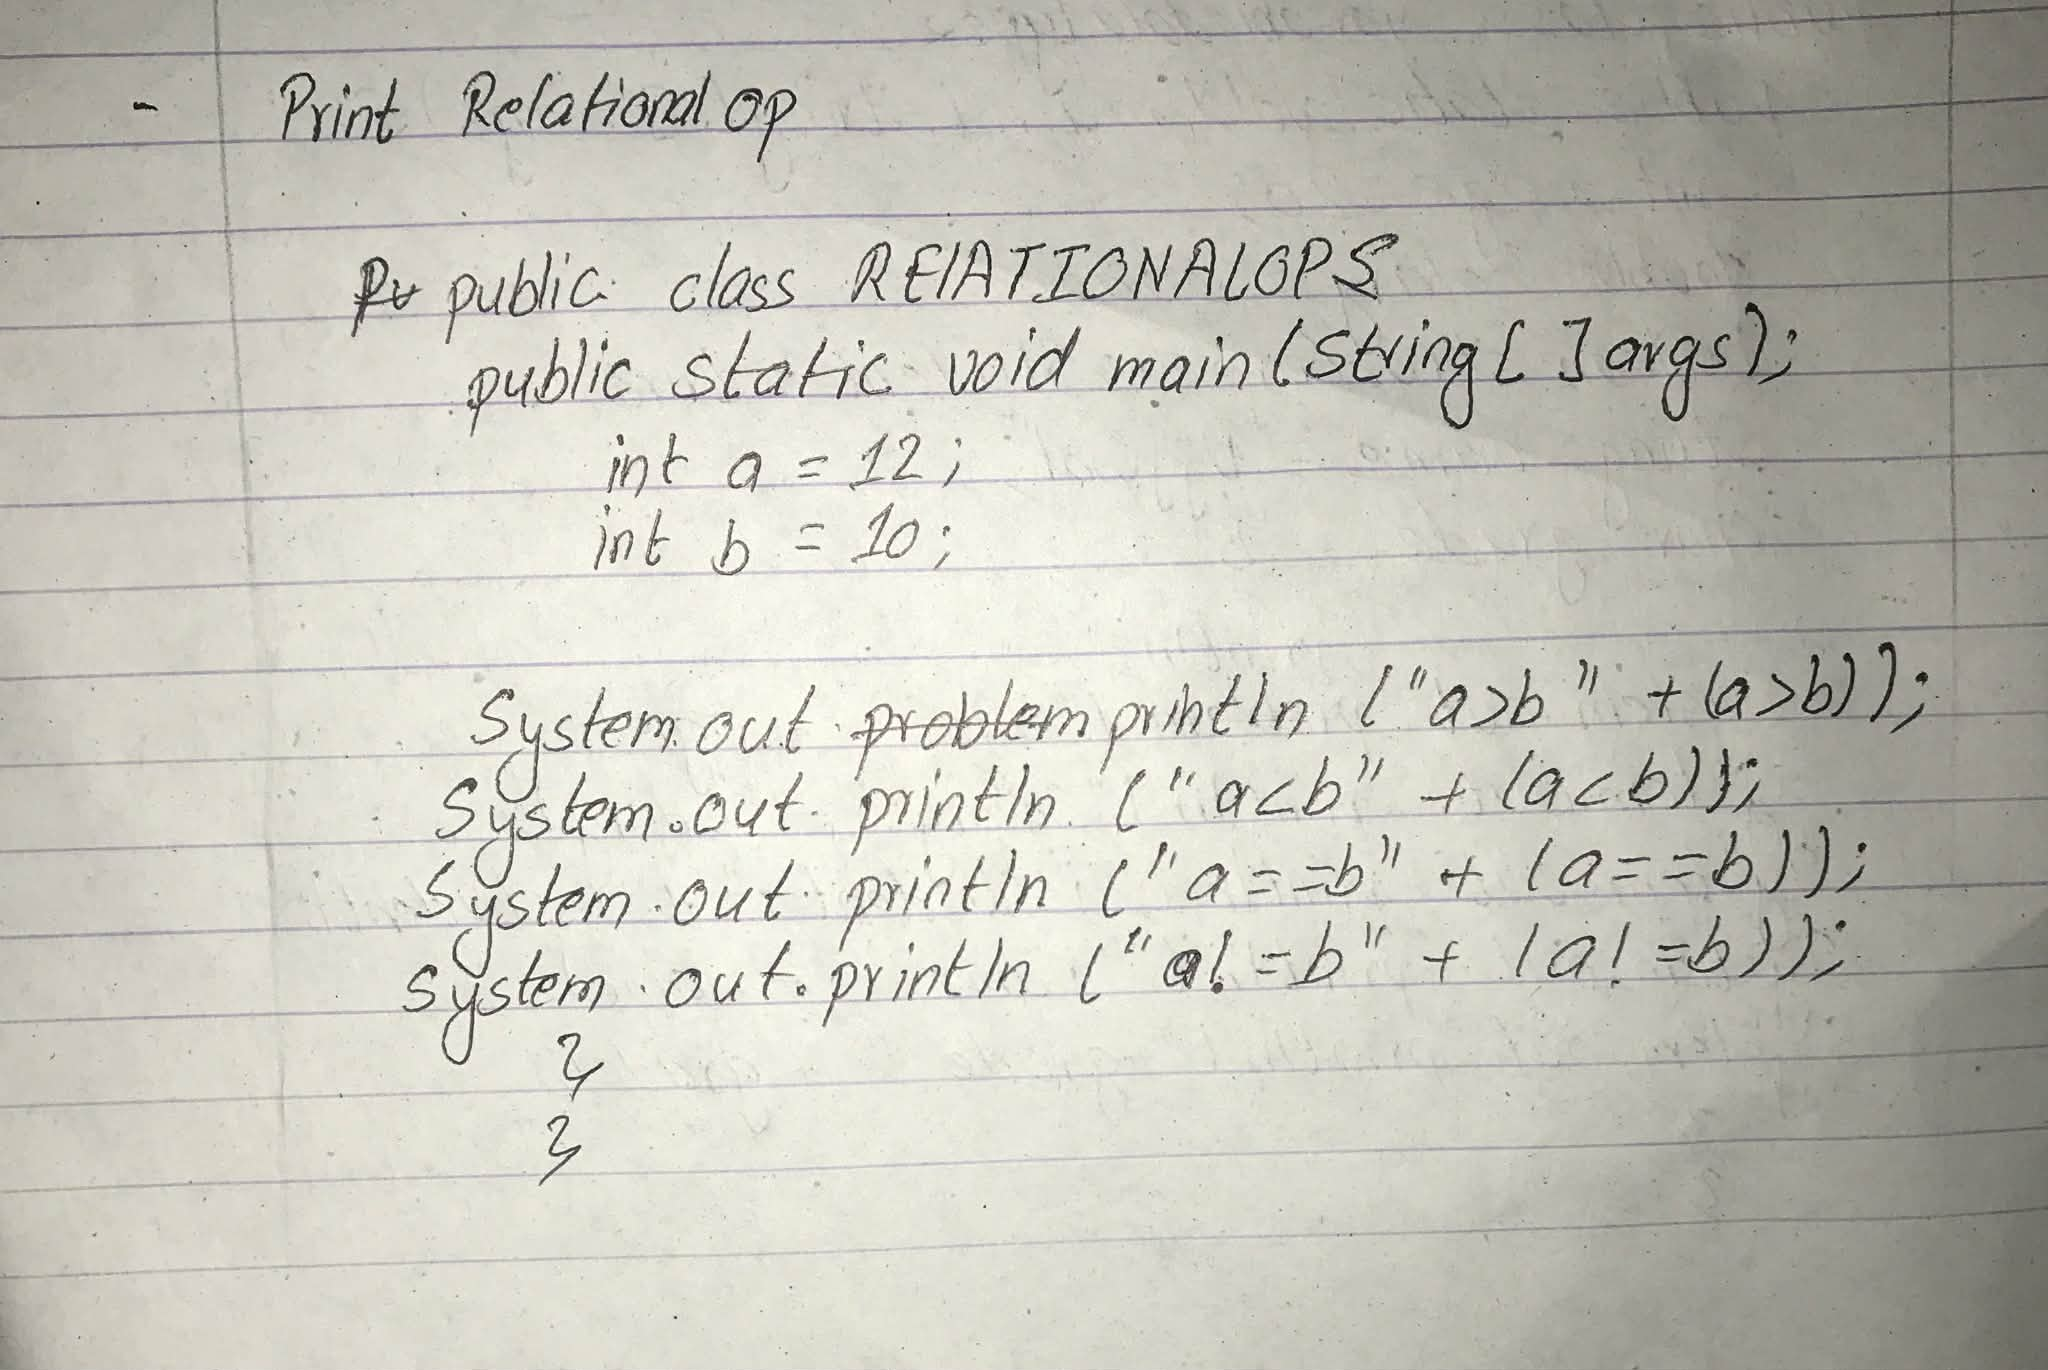 - Print Relational op
public class RElATIONALOPS
public static void main (String [ ] args);
int a = 12;
int b = 10;
System.out.println ("a>b" + (a>b));
System.out.println ("a<b" + (a<b));
System.out.println ("a==b" + (a==b));
System.out.println ("a!=b" + (a!=b));
}
}